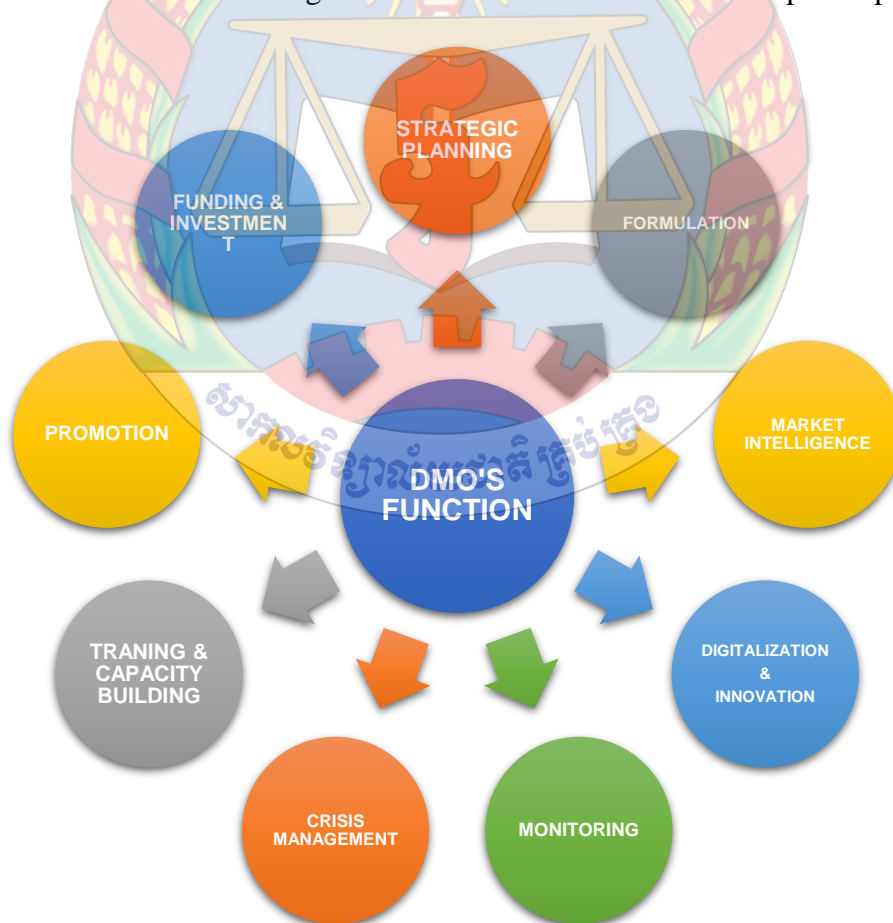 STRATEGIC
PLANNING
FORMULATION
MARKET
INTELLIGENCE
DIGITALIZATION
&
INNOVATION
MONITORING
CRISIS
MANAGEMENT
TRANING &
CAPACITY
BUILDING
PROMOTION
FUNDING &
INVESTMEN
T
DMO'S
FUNCTION